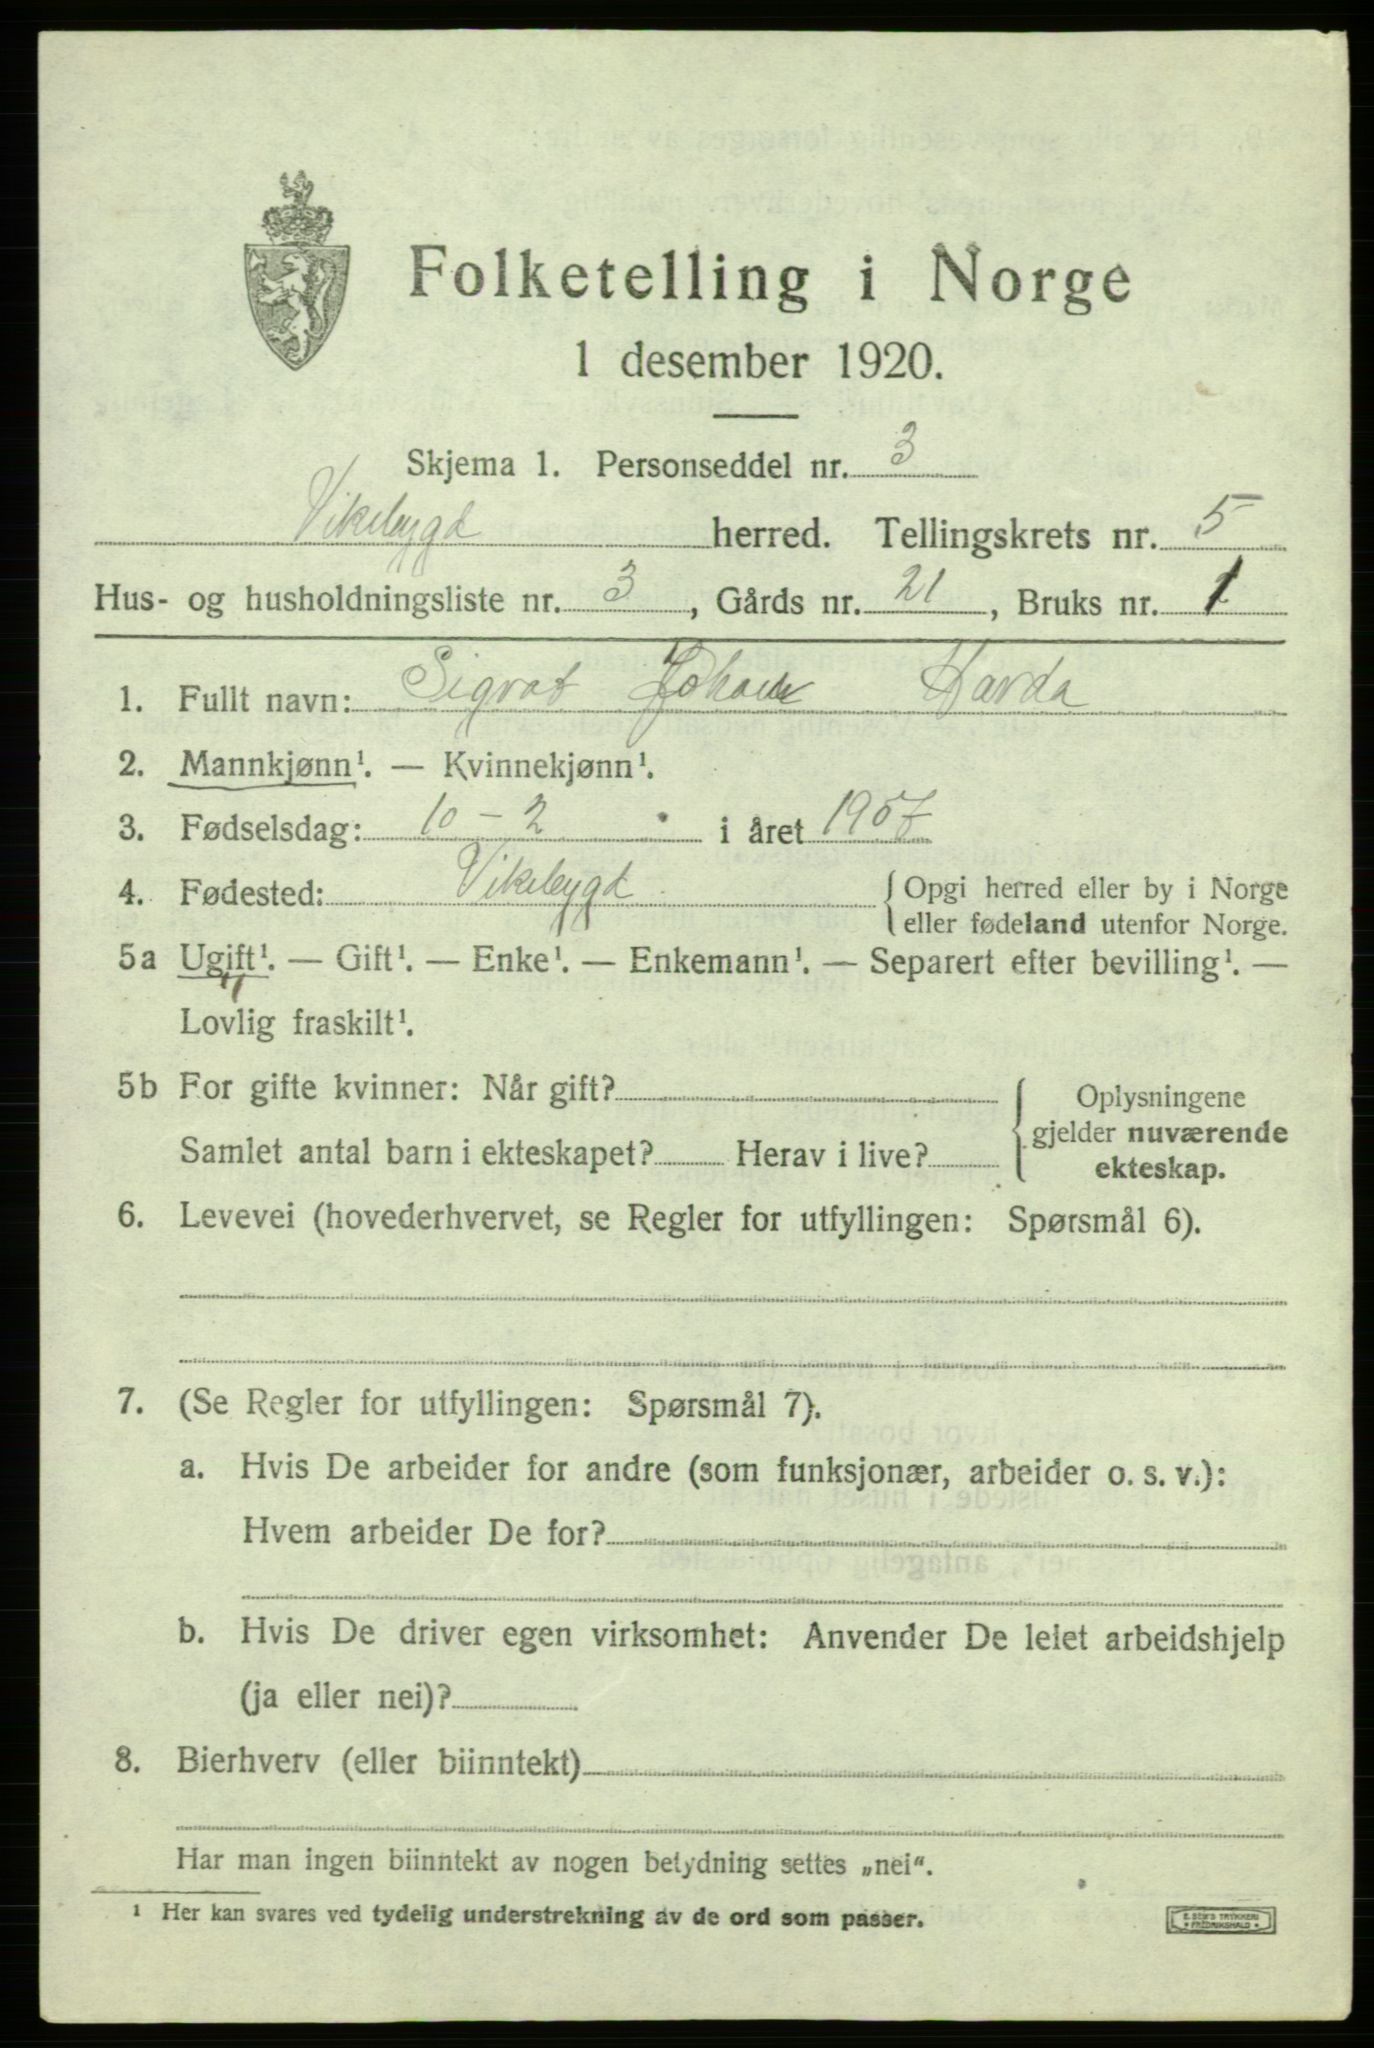 Folketelling i Norge
1 desember 1920.
Skjema 1. Personseddel nr. 3
Vikebygd herred. Tellingskrets nr. 5
Hus- og husholdningsliste nr. 3, Gårds nr. 21, Bruks nr. 1
1. Fullt navn: Sigvat Johan
2. Mannkjønn¹. — Kvinnekjønn¹.
3. Fødselsdag: 10 - 2 i året 1907
4. Fødested: Vikebygd { Opgi herred eller by i Norge
eller fødeland utenfor Norge.
5a Ugift¹. — Gift¹. — Enke¹. — Enkemann¹. — Separert efter bevilling¹. —
Lovlig fraskilt¹.
5b For gifte kvinner: Når gift?
Samlet antal barn i ekteskapet? Herav i live?
{ Oplysningene
gjelder nuværende
ekteskap.
6. Levevei (hovederhvervet, se Regler for utfyllingen: Spørsmål 6).
7. (Se Regler for utfyllingen: Spørsmål 7).
a. Hvis De arbeider for andre (som funksjonær, arbeider o. s. v.):
Hvem arbeider De for?
b. Hvis De driver egen virksomhet: Anvender De leiet arbeidshjelp
(ja eller nei)?
8. Bierhverv (eller biinntekt)
Har man ingen biinntekt av nogen betydning settes „nei“.
¹ Her kan svares ved tydelig understrekning av de ord som passer.
E. SEM'S TRYKKERI
• FREDRIKSHALD •